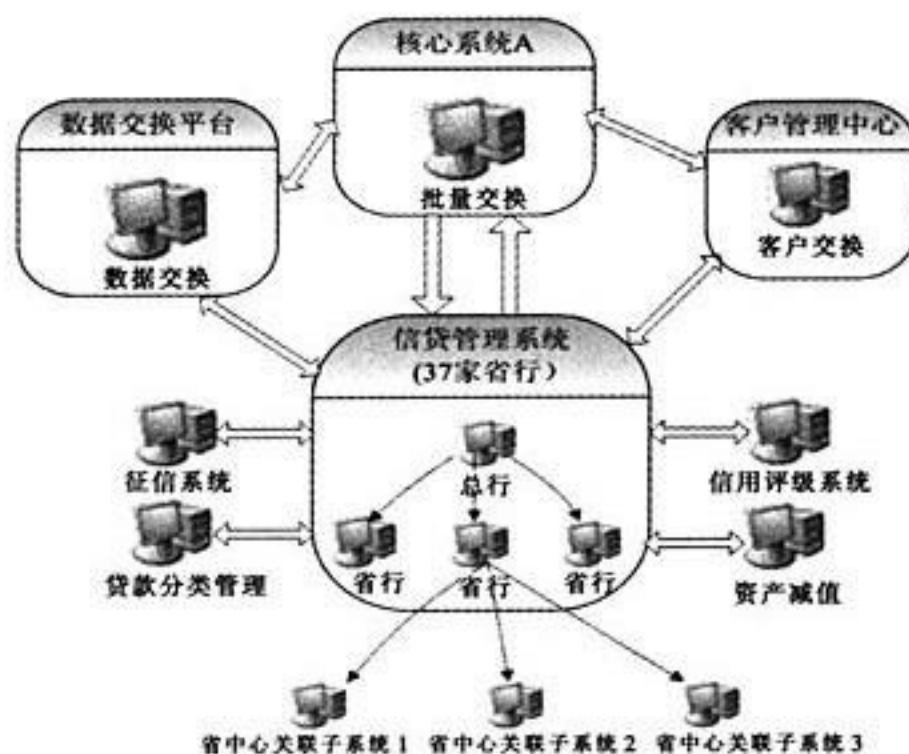 核心系统A
批量交换
数据交换平台
数据交换
客户管理中心
客户交换
信贷管理系统
(37家省行）
总行
省行
省行
省行
征信系统
贷款分类管理
信用评级系统
资产减值
省中心关联子系统1
省中心关联子系统2
省中心关联子系统3